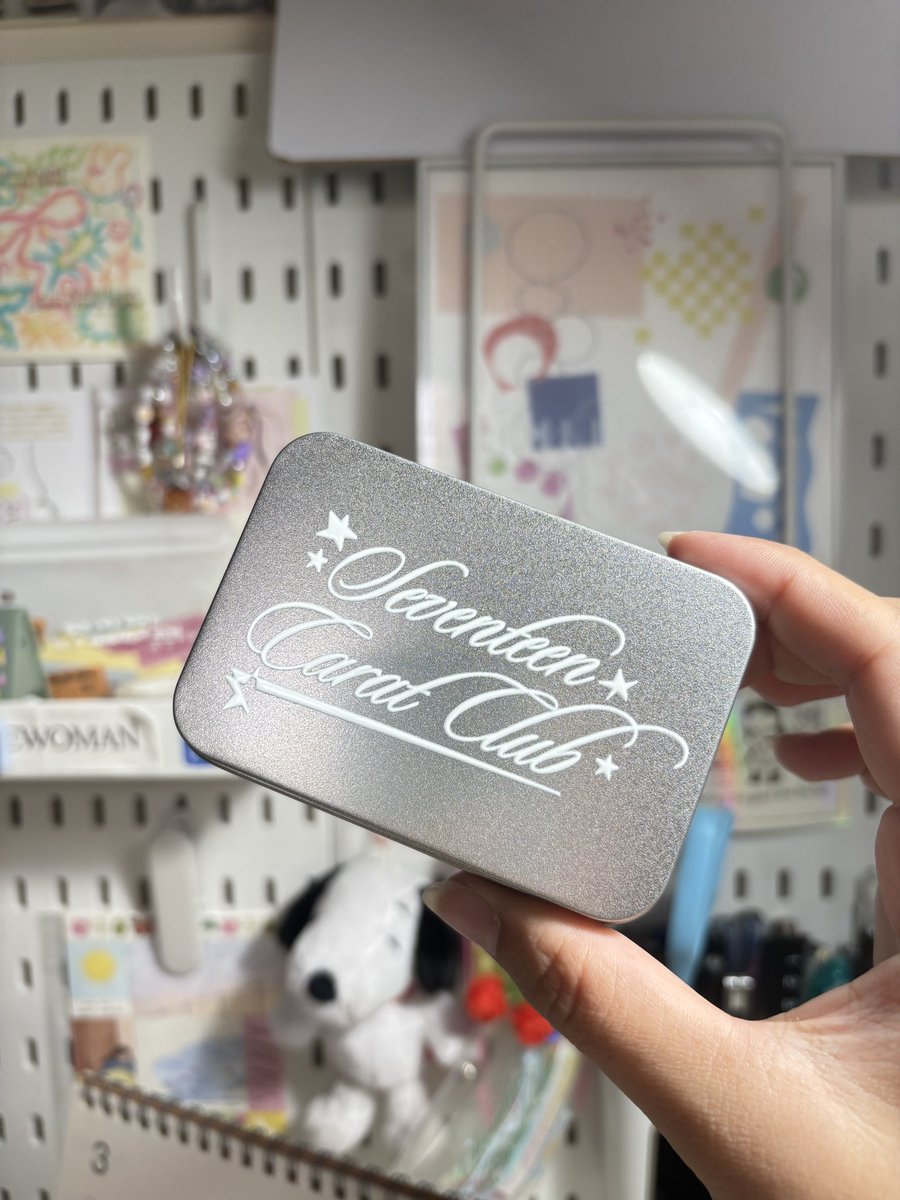 Seventeen
Carat Club
WOMAN
3